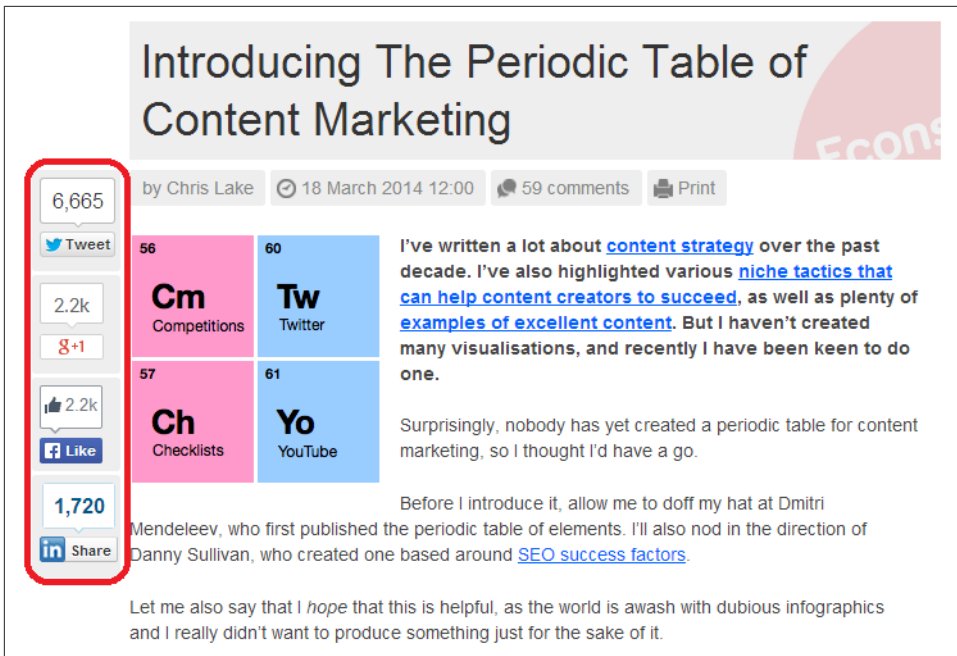 Introducing The Periodic Table of
Content Marketing
Econs
by Chris Lake 18 March 2014 12:00 59 comments Print
6,665
Tweet
2.2k
g+1
2.2k
Like
1,720
in Share
56
Cm
Competitions
60
Tw
Twitter
57
Ch
Checklists
61
Yo
YouTube
I've written a lot about content strategy over the past
decade. I've also highlighted various niche tactics that
can help content creators to succeed, as well as plenty of
examples of excellent content. But I haven't created
many visualisations, and recently I have been keen to do
one.
Surprisingly, nobody has yet created a periodic table for content
marketing, so I thought I'd have a go.
Before I introduce it, allow me to doff my hat at Dmitri
Mendeleev, who first published the periodic table of elements. I'll also nod in the direction of
Danny Sullivan, who created one based around SEO success factors.
Let me also say that I hope that this is helpful, as the world is awash with dubious infographics
and I really didn't want to produce something just for the sake of it.